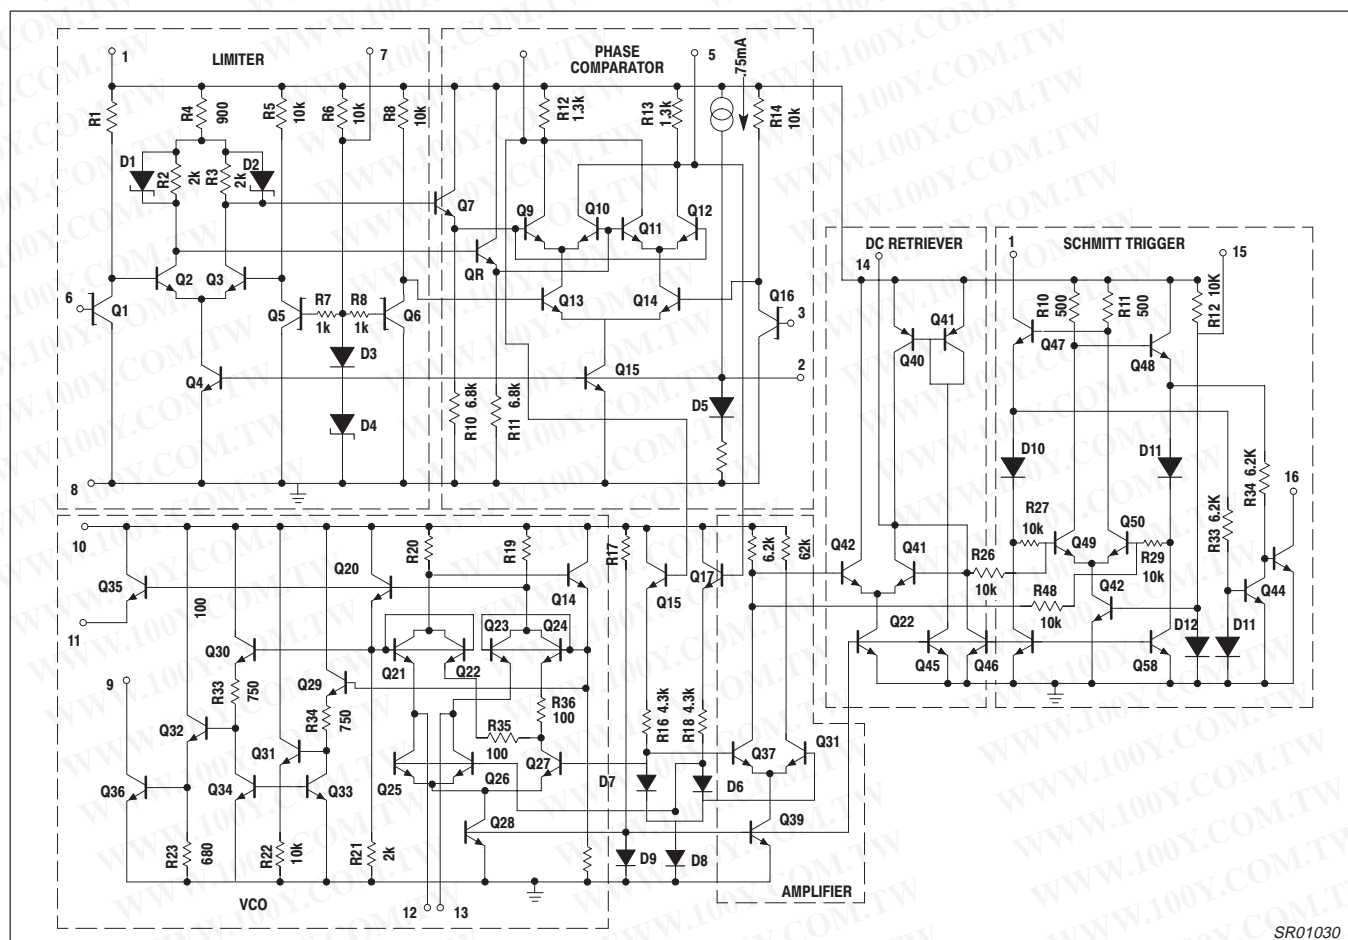 LIMITER
PHASE
COMPARATOR
1
7
5
.75mA
R1
R4
900
R5
10k
R6
10k
R8
10k
R12
1.3k
R13
1.3k
R14
10k
D1
R2
2k
R3
2k
D2
Q7
Q9
Q10
Q11
Q12
QR
6
Q1
Q2
Q3
Q5
R7
1k
R8
1k
Q6
Q13
Q14
Q16
3
D3
Q4
Q15
2
D4
R10 6.8k
R11 6.8k
D5
8
DC RETRIEVER
14
SCHMITT TRIGGER
1
15
R10
500
R11
500
R12 10K
Q40
Q41
Q47
Q48
D10
D11
R34 6.2K
16
R27
10k
R33 6.2K
Q42
Q41
R26
10k
Q49
Q50
R29
10k
R48
10k
Q42
Q44
D12
D11
Q22
Q45
Q46
Q58
10
Q35
100
Q20
R20
R19
Q14
R17
Q15
Q17
6.2k
62k
11
Q30
Q21
Q22
Q23
Q24
9
R33
750
Q29
R34
750
R36
100
R35
100
R16 4.3k
R18 4.3k
Q32
Q31
Q37
Q31
Q36
Q34
Q33
Q25
Q26
Q27
D7
D6
Q28
Q39
R23
680
R22
10k
R21
2k
D9
D8
VCO
12
13
AMPLIFIER
SR01030
WWW.100Y.COM.TW